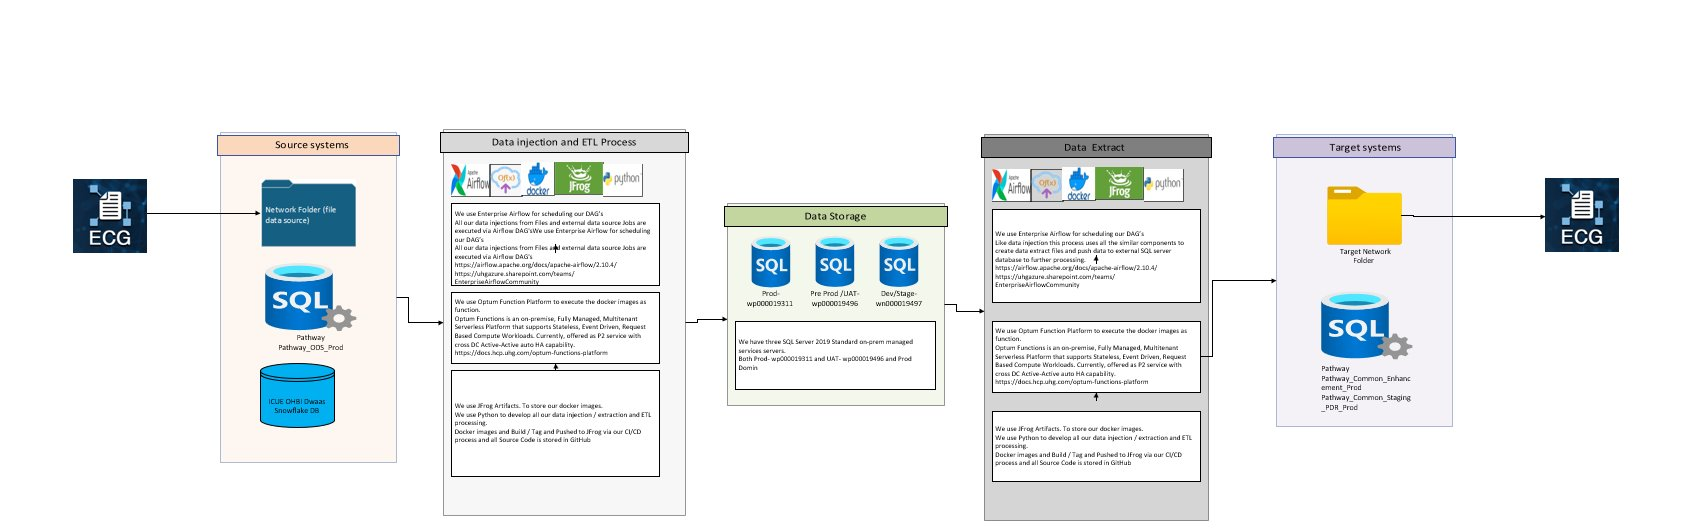 ECG
Source systems
Network Folder (file
data source)
SQL
Pathway
Pathway_ODS_Prod
ICUE OHBI Dwaas
Snowflake DB
Data injection and ETL Process
Apache
Airflow
Of(x)
docker
JFrog
python
We use Enterprise Airflow for scheduling our DAG's
All our data injections from Files and external data source Jobs are
executed via Airflow DAG'sWe use Enterprise Airflow for scheduling
our DAG's
All our data injections from Files and external data source Jobs are
executed via Airflow DAG's
https://airflow.apache.org/docs/apache-airflow/2.10.4/
https://uhgazure.sharepoint.com/teams/
EnterpriseAirflowCommunity
We use Optum Function Platform to execute the docker images as
function.
Optum Functions is an on-premise, Fully Managed, Multitenant
Serverless Platform that supports Stateless, Event Driven, Request
Based Compute Workloads. Currently, offered as P2 service with
cross DC Active-Active auto HA capability.
https://docs.hcp.uhg.com/optum-functions-platform
We use JFrog Artifacts. To store our docker images.
We use Python to develop all our data injection / extraction and ETL
processing.
Docker images and Build / Tag and Pushed to JFrog via our CI/CD
process and all Source Code is stored in GitHub
Data Storage
SQL
SQL
SQL
Prod-
wp000019311
Pre Prod /UAT-
wp000019496
Dev/Stage-
wn000019497
We have three SQL Server 2019 Standard on-prem managed
services servers.
Both Prod- wp000019311 and UAT- wp000019496 and Prod
Domin
Data Extract
Apache
Airflow
Of(x)
docker
JFrog
python
We use Enterprise Airflow for scheduling our DAG's
Like data injection this process uses all the similar components to
create data extract files and push data to external SQL server
database to further processing.
https://airflow.apache.org/docs/apache-airflow/2.10.4/
https://uhgazure.sharepoint.com/teams/
EnterpriseAirflowCommunity
We use Optum Function Platform to execute the docker images as
function.
Optum Functions is an on-premise, Fully Managed, Multitenant
Serverless Platform that supports Stateless, Event Driven, Request
Based Compute Workloads. Currently, offered as P2 service with
cross DC Active-Active auto HA capability.
https://docs.hcp.uhg.com/optum-functions-platform
We use JFrog Artifacts. To store our docker images.
We use Python to develop all our data injection / extraction and ETL
processing.
Docker images and Build / Tag and Pushed to JFrog via our CI/CD
process and all Source Code is stored in GitHub
Target systems
Target Network
Folder
SQL
Pathway
Pathway_Common_Enhanc
ement_Prod
Pathway_Common_Staging
_PDR_Prod
ECG